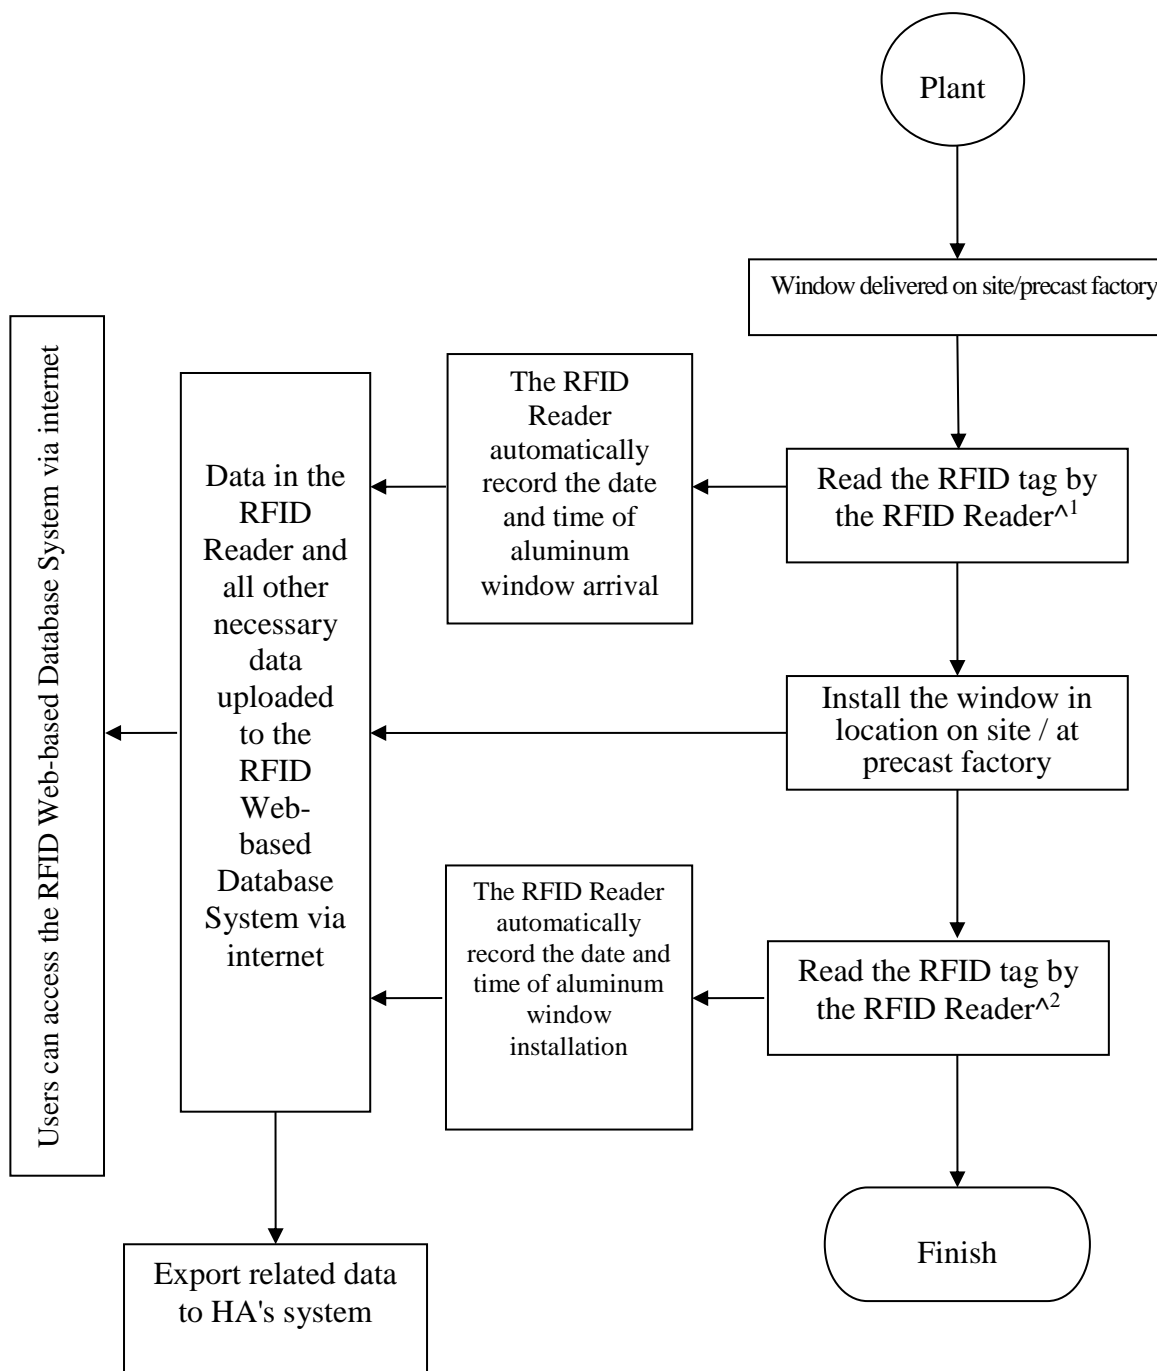 Plant
Window delivered on site/precast factory
Users can access the RFID Web-based Database System via internet
Data in the
RFID
Reader and
all other
necessary
data
uploaded
to the
RFID
Web-
based
Database
System via
internet
The RFID
Reader
automatically
record the date
and time of
aluminum
window arrival
Read the RFID tag by
the RFID Reader^1
Install the window in
location on site / at
precast factory
The RFID Reader
automatically
record the date and
time of aluminum
window
installation
Read the RFID tag by
the RFID Reader^2
Finish
Export related data
to HA's system